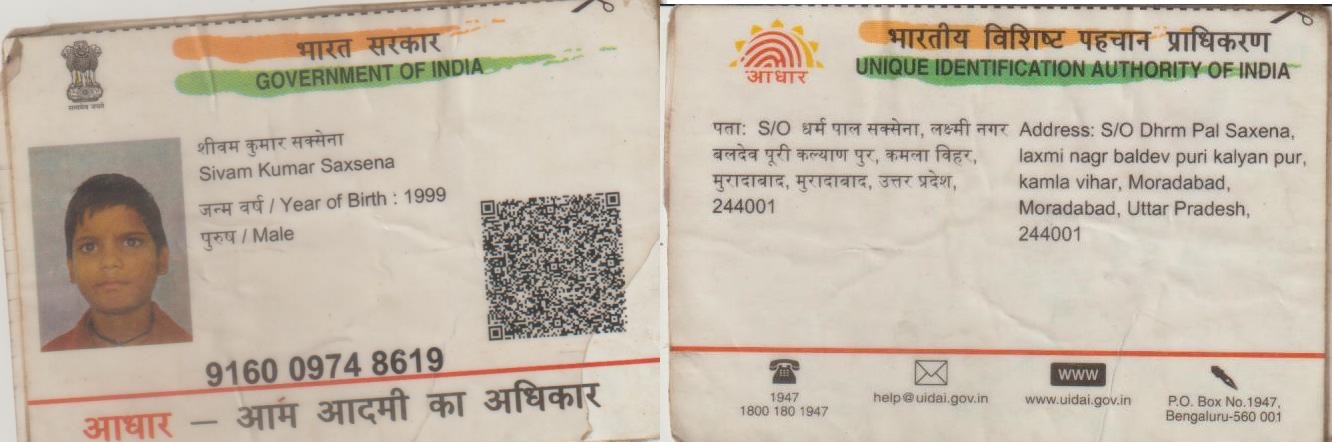 सत्यमेव जयते
भारत सरकार
GOVERNMENT OF INDIA
शीवम कुमार सक्सेना
Sivam Kumar Saxsena
जन्म वर्ष / Year of Birth : 1999
पुरुष / Male
9160 0974 8619
आधार – आम आदमी का अधिकार
आधार
भारतीय विशिष्ट पहचान प्राधिकरण
UNIQUE IDENTIFICATION AUTHORITY OF INDIA
पता: S/O धर्म पाल सक्सेना, लक्ष्मी नगर
बलदेव पूरी कल्याण पुर, कमला विहर,
मुरादाबाद, मुरादाबाद, उत्तर प्रदेश,
244001
Address: S/O Dhrm Pal Saxena,
laxmi nagr baldev puri kalyan pur,
kamla vihar, Moradabad,
Moradabad, Uttar Pradesh,
244001
1947
1800 180 1947
help@uidai.gov.in
WWW
www.uidai.gov.in
P.O. Box No.1947,
Bengaluru-560 001